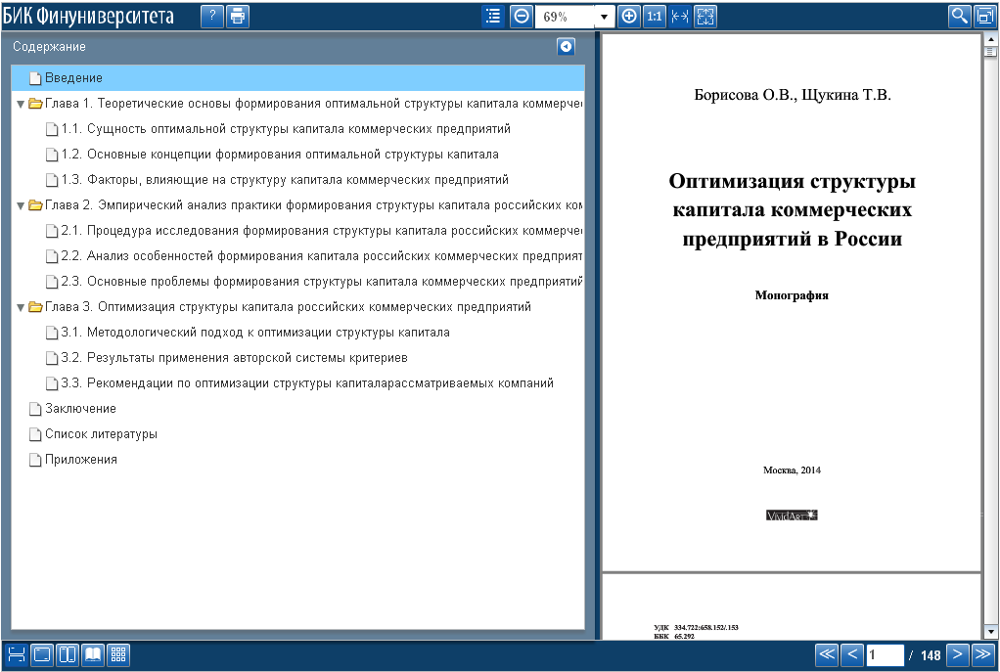 БИК Финуниверситета
?
69%
1:1
Содержание
Введение
Глава 1. Теоретические основы формирования оптимальной структуры капитала коммерче
1.1. Сущность оптимальной структуры капитала коммерческих предприятий
1.2. Основные концепции формирования оптимальной структуры капитала
1.3. Факторы, влияющие на структуру капитала коммерческих предприятий
Глава 2. Эмпирический анализ практики формирования структуры капитала российских ком
2.1. Процедура исследования формирования структуры капитала российских коммерче
2.2. Анализ особенностей формирования капитала российских коммерческих предприят
2.3. Основные проблемы формирования структуры капитала коммерческих предприятий
Глава 3. Оптимизация структуры капитала российских коммерческих предприятий
3.1. Методологический подход к оптимизации структуры капитала
3.2. Результаты применения авторской системы критериев
3.3. Рекомендации по оптимизации структуры капиталарассматриваемых компаний
Заключение
Список литературы
Приложения
Борисова О.В., Щукина Т.В.
Оптимизация структуры
капитала коммерческих
предприятий в России
Монография
Москва, 2014
VividArt
УДК 334.722:658.152/.153
ББК 65.292
1 / 148